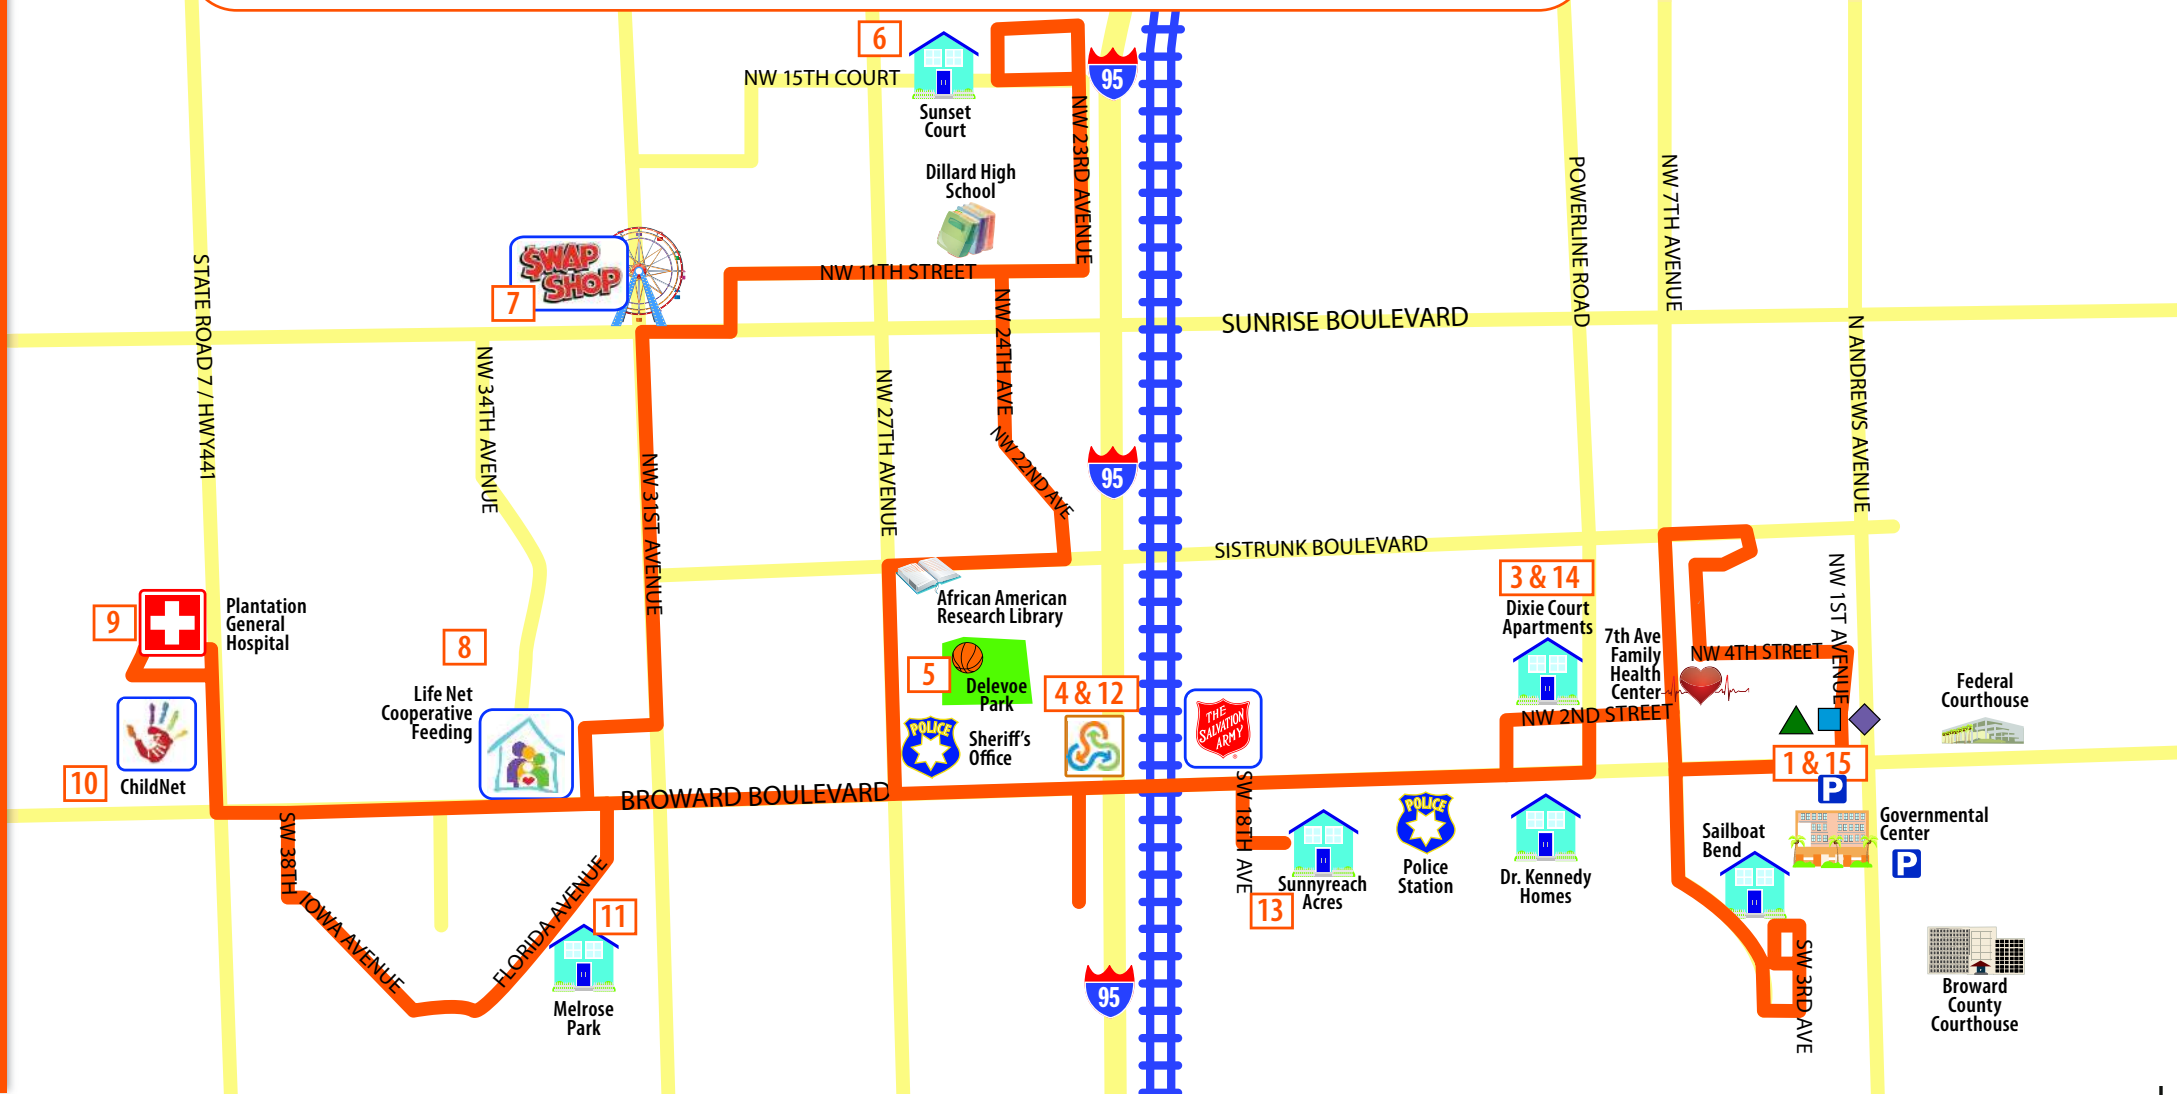 6
NW 15TH COURT
95
Sunset
Court
NW 23RD AVENUE
Dillard High
School
POWERLINE ROAD
NW 7TH AVENUE
SWAP
SHOP
7
NW 11TH STREET
STATE ROAD 7 / HWY441
SUNRISE BOULEVARD
NW 34TH AVENUE
NW 24TH AVE
N ANDREWS AVENUE
NW 27TH AVENUE
NW 31ST AVENUE
NW 22ND AVE
95
SISTRUNK BOULEVARD
3 & 14
Dixie Court
Apartments
NW 1ST AVENUE
African American
Research Library
9
Plantation
General
Hospital
8
7th Ave
Family
Health
Center
NW 4TH STREET
5
Delevoe
Park
4 & 12
Federal
Courthouse
Life Net
Cooperative
Feeding
THE
SALVATION
ARMY
NW 2ND STREET
POLICE
Sheriff's
Office
10
ChildNet
1 & 15
P
BROWARD BOULEVARD
SW 38TH
SW 18TH AVE
POLICE
Police
Station
Governmental
Center
P
Sailboat
Bend
Dr. Kennedy
Homes
Sunnyreach
Acres
13
IOWA AVENUE
FLORIDA AVENUE
11
Melrose
Park
95
SW 3RD AVE
Broward
County
Courthouse